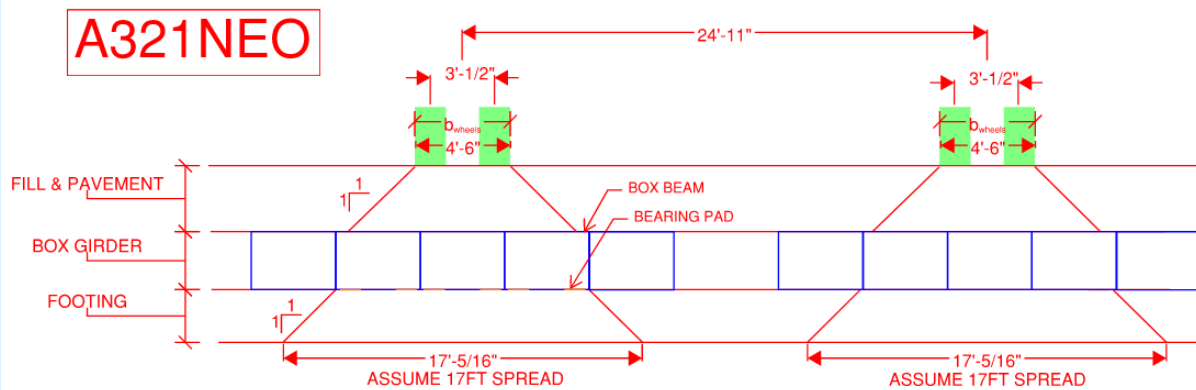 A321NEO
24'-11"
3'-1/2"
3'-1/2"
bwheels
4'-6"
bwheels
4'-6"
FILL & PAVEMENT
1
1
BOX BEAM
BEARING PAD
BOX GIRDER
FOOTING
1
1
17'-5/16"
ASSUME 17FT SPREAD
17'-5/16"
ASSUME 17FT SPREAD